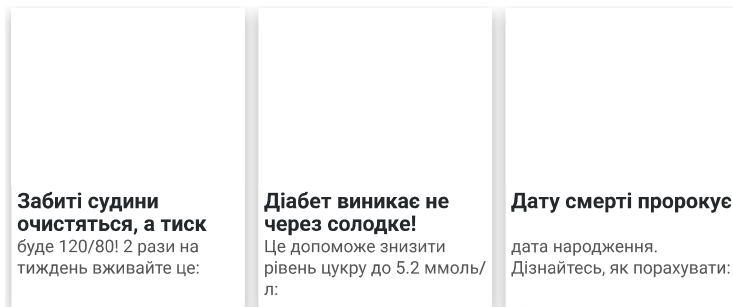 Забиті судини
очистяться, а тиск
буде 120/80! 2 рази на
тиждень вживайте це:
Діабет виникає не
через солодке!
Це допоможе знизити
рівень цукру до 5.2 ммоль/
л:
Дату смерті пророкує
дата народження.
Дізнайтесь, як порахувати: